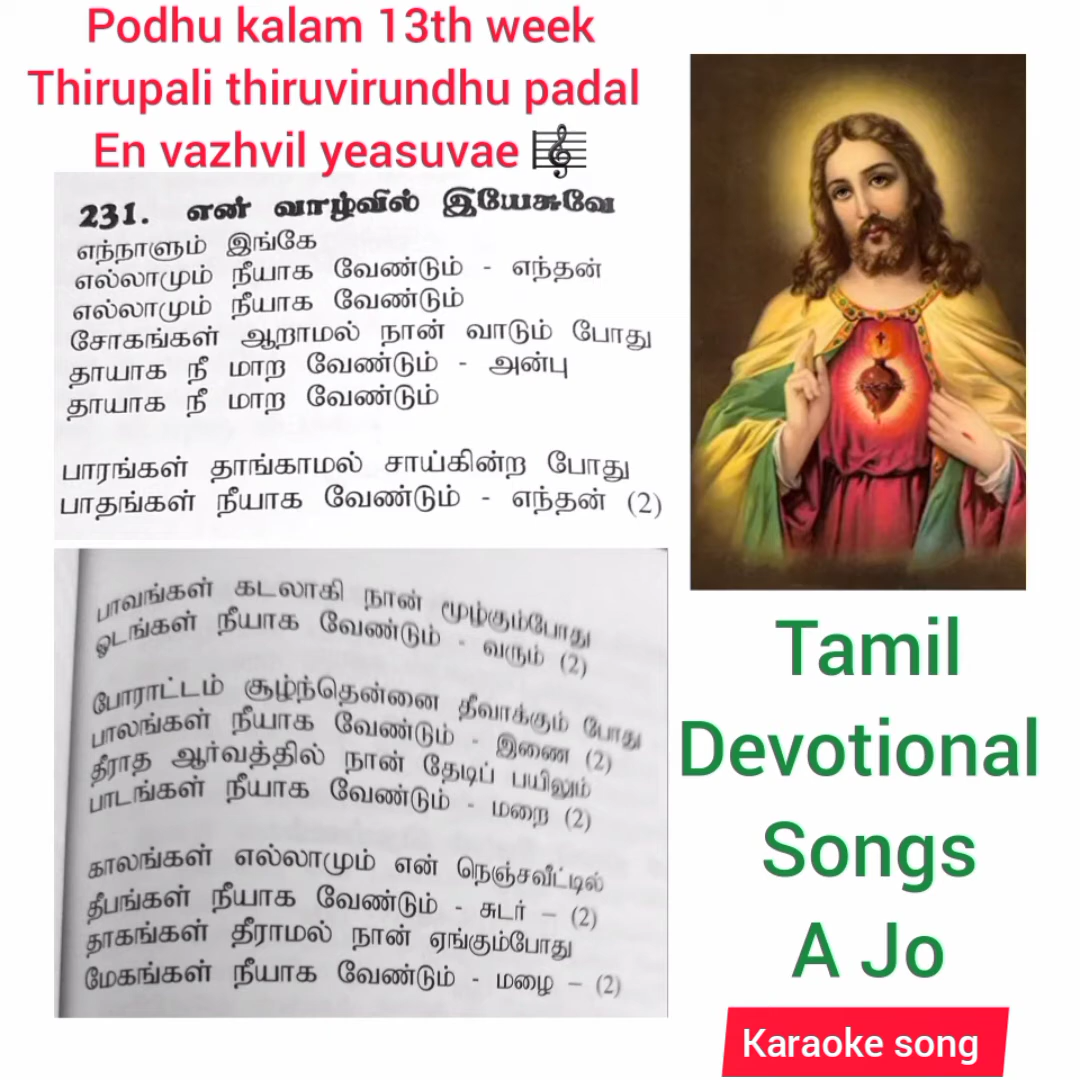 Podhu kalam 13th week
Thirupali thiruvirundhu padal
En vazhvil yeasuvae
231. என் வாழ்வில் இயேசுவே
எந்நாளும் இங்கே
எல்லாமும் நீயாக வேண்டும் - எந்தன்
எல்லாமும் நீயாக வேண்டும்
சோகங்கள் ஆறாமல் நான் வாடும் போது
தாயாக நீ மாற வேண்டும் - அன்பு
தாயாக நீ மாற வேண்டும்
பாரங்கள் தாங்காமல் சாய்கின்ற போது
பாதங்கள் நீயாக வேண்டும் - எந்தன் (2)
பாவங்கள் கடலாகி நான் மூழ்கும்போது
ஓடங்கள் நீயாக வேண்டும் - வரும் (2)
போராட்டம் சூழ்ந்தென்னை தீவாக்கும் போது
பாலங்கள் நீயாக வேண்டும் - இணை (2)
தீராத ஆர்வத்தில் நான் தேடிப் பயிலும்
பாடங்கள் நீயாக வேண்டும் - மறை (2)
காலங்கள் எல்லாமும் என் நெஞ்சவீட்டில்
தீபங்கள் நீயாக வேண்டும் - சுடர் – (2)
தாகங்கள் தீராமல் நான் ஏங்கும்போது
மேகங்கள் நீயாக வேண்டும் - மழை – (2)
Tamil
Devotional
Songs
A Jo
Karaoke song